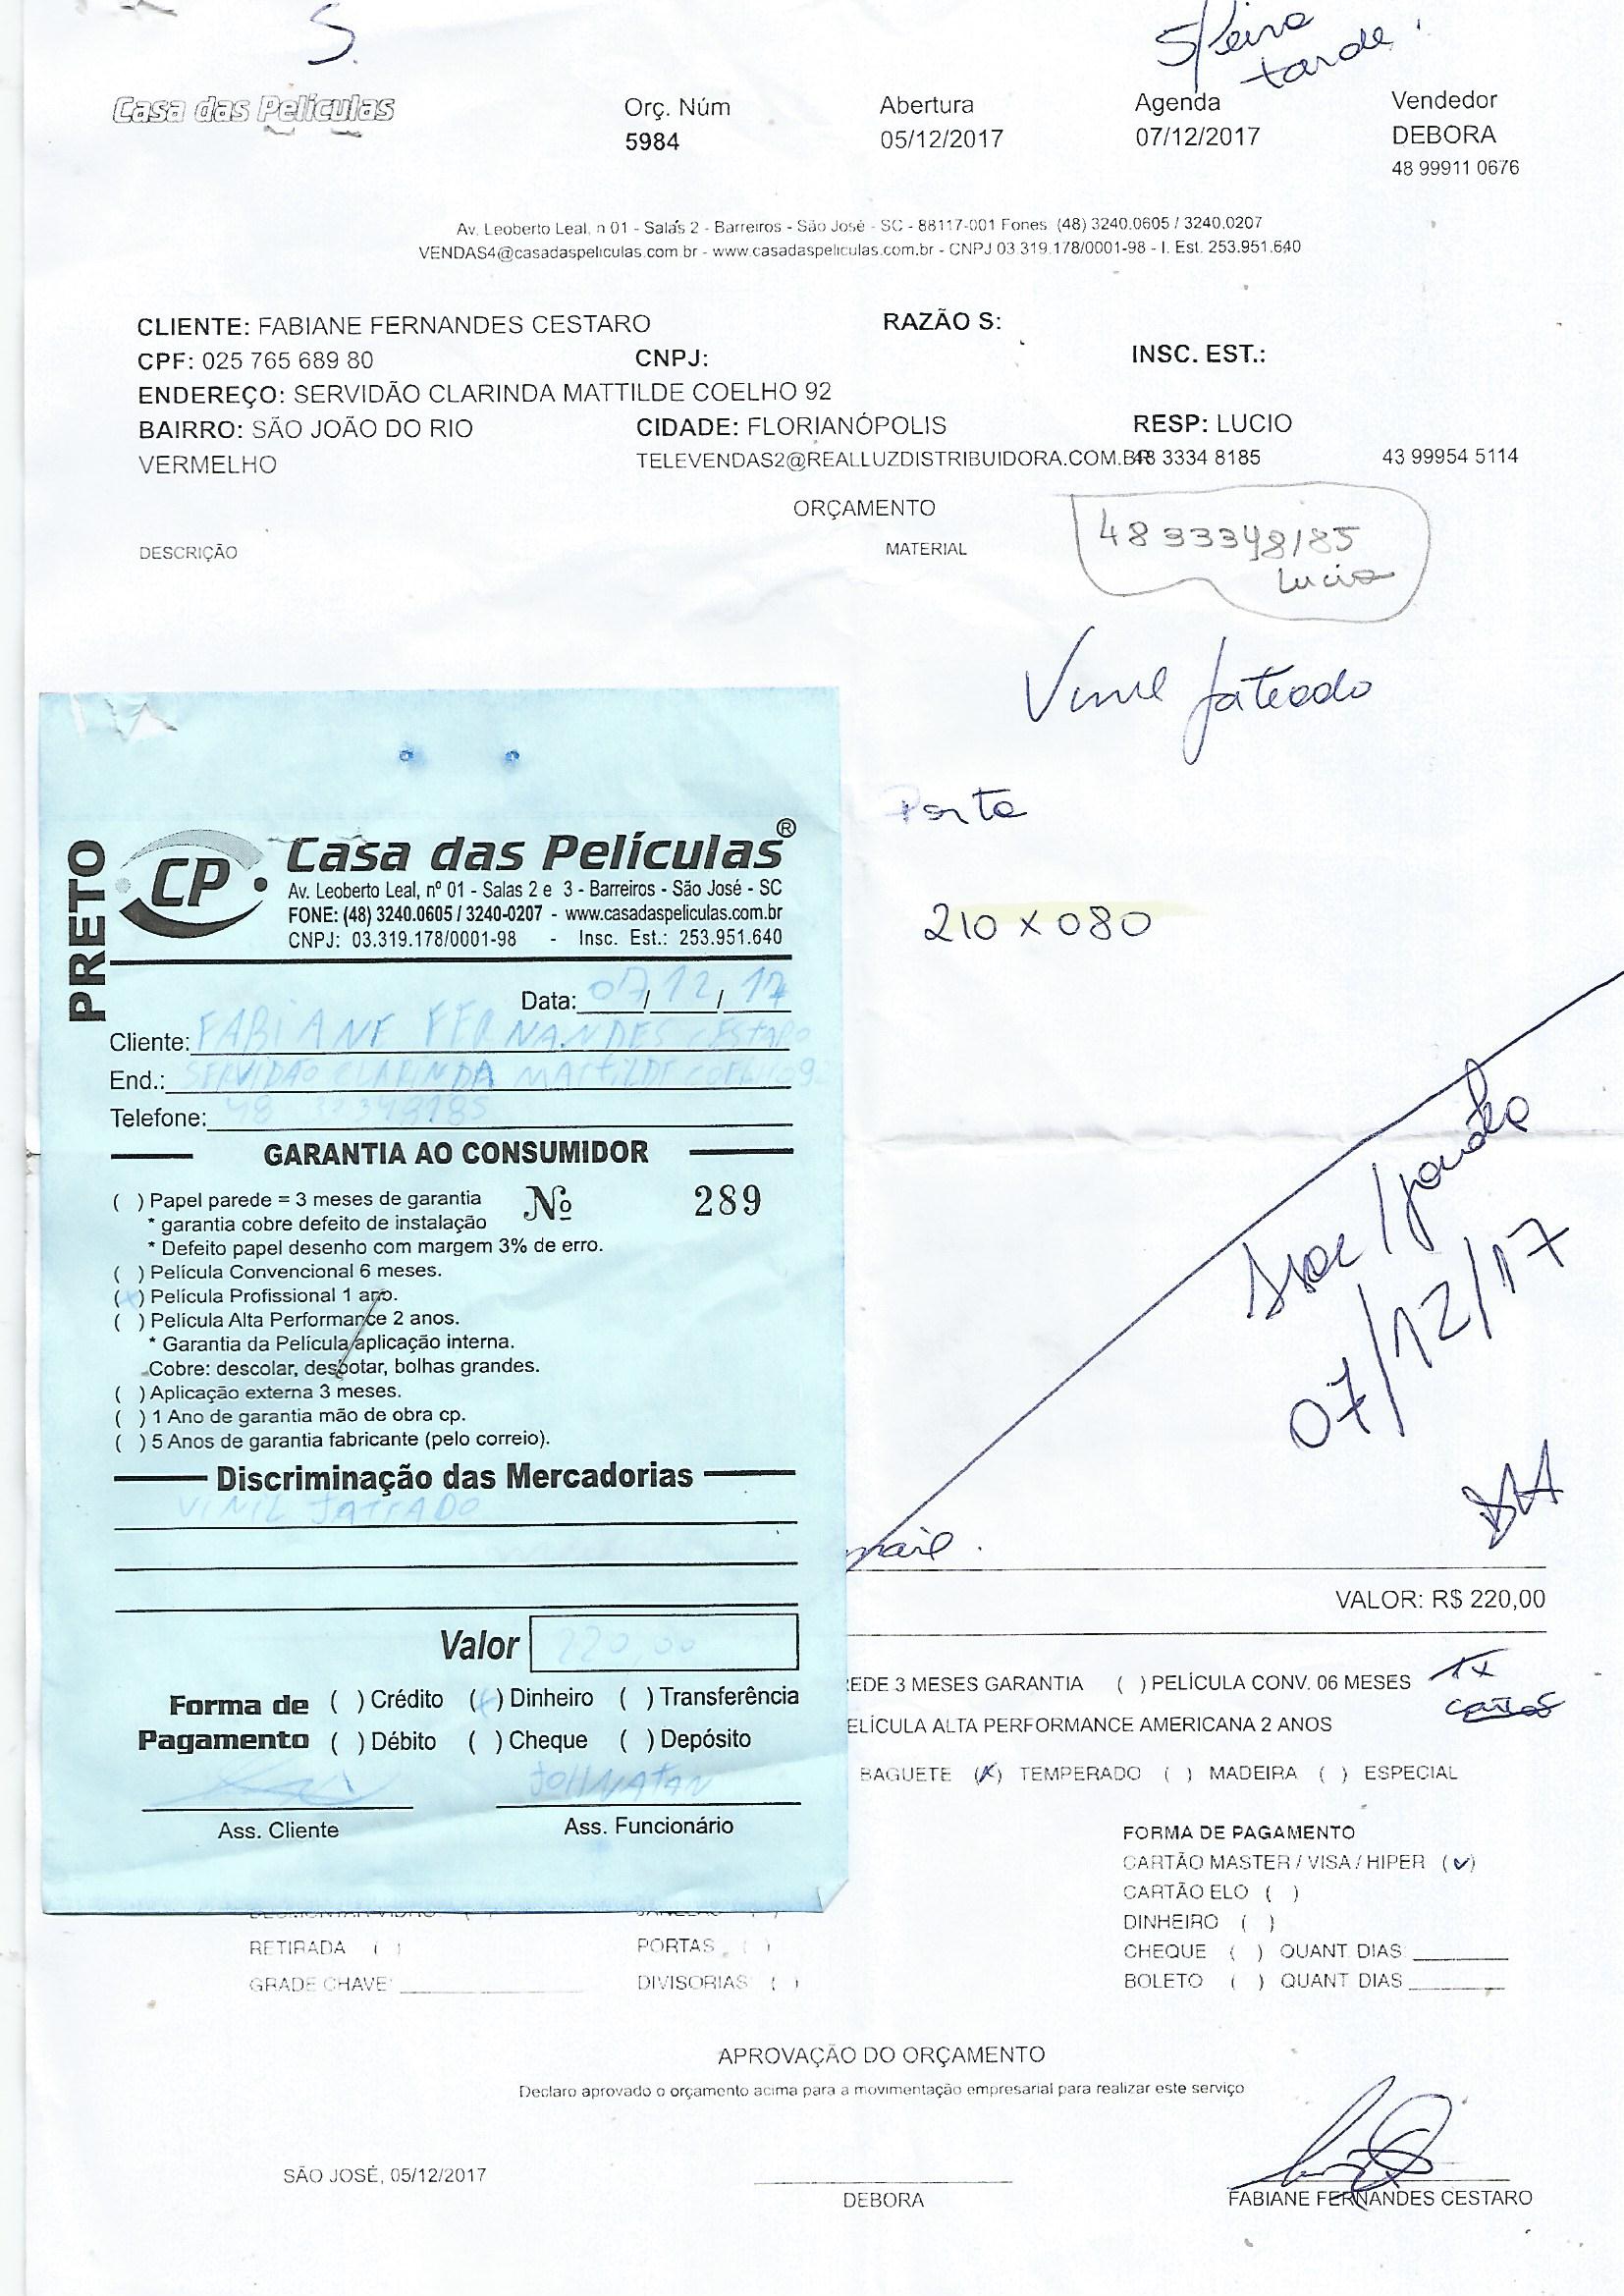 5.
5/feira
tarde!
Casa das Películas
Orç. Núm
5984
Abertura
05/12/2017
Agenda
07/12/2017
Vendedor
DEBORA
48 99911 0676
Av. Leoberto Leal, n 01 - Salas 2 - Barreiros - São José - SC - 88117-001 Fones (48) 3240.0605 / 3240.0207
VENDAS4@casadaspeliculas.com.br - www.casadaspeliculas.com.br - CNPJ 03.319.178/0001-98 - I. Est. 253.951.640
CLIENTE: FABIANE FERNANDES CESTARO RAZÃO S:
CPF: 025 765 689 80 CNPJ: INSC. EST.:
ENDEREÇO: SERVIDÃO CLARINDA MATTILDE COELHO 92
BAIRRO: SÃO JOÃO DO RIO CIDADE: FLORIANÓPOLIS RESP: LUCIO
VERMELHO TELEVENDAS2@REALLUZDISTRIBUIDORA.COM.BR 48 3334 8185 43 99954 5114
ORÇAMENTO
DESCRIÇÃO MATERIAL
48 33348185
Lucio
Vinil jateado
Porta
210 x 080
07/12/17
VALOR: R$ 220,00
EDE 3 MESES GARANTIA ( ) PELÍCULA CONV. 06 MESES
1x
cartão
ELÍCULA ALTA PERFORMANCE AMERICANA 2 ANOS
BAGUETE (X) TEMPERADO ( ) MADEIRA ( ) ESPECIAL
FORMA DE PAGAMENTO
CARTÃO MASTER / VISA / HIPER (✓)
CARTÃO ELO ( )
DINHEIRO ( )
CHEQUE ( ) QUANT DIAS
BOLETO ( ) QUANT DIAS
RETIRADA ( ) PORTAS ( )
GRADE CHAVE: DIVISORIAS ( )
APROVAÇÃO DO ORÇAMENTO
Declaro aprovado o orçamento acima para a movimentação empresarial para realizar este serviço
SÃO JOSÉ, 05/12/2017
DEBORA
FABIANE FERNANDES CESTARO
PRETO
CP
Casa das Películas®
Av. Leoberto Leal, nº 01 - Salas 2 e 3 - Barreiros - São José - SC
FONE: (48) 3240.0605 / 3240-0207 - www.casadaspeliculas.com.br
CNPJ: 03.319.178/0001-98 - Insc. Est.: 253.951.640
Data: 07/12/17
Cliente: FABIANE FERNANDES CESTARO
End.: SERVIDAO CLARINDA MATTILDE COELHO 9
Telefone: 48 33348185
GARANTIA AO CONSUMIDOR
( ) Papel parede = 3 meses de garantia Nº 289
* garantia cobre defeito de instalação
* Defeito papel desenho com margem 3% de erro.
( ) Película Convencional 6 meses.
(X) Película Profissional 1 ano.
( ) Película Alta Performance 2 anos.
* Garantia da Película aplicação interna.
Cobre: descolar, desbotar, bolhas grandes.
( ) Aplicação externa 3 meses.
( ) 1 Ano de garantia mão de obra cp.
( ) 5 Anos de garantia fabricante (pelo correio).
Discriminação das Mercadorias
VINIL JATEADO
Valor 220,00
Forma de ( ) Crédito (X) Dinheiro ( ) Transferência
Pagamento ( ) Débito ( ) Cheque ( ) Depósito
JOHNATAN
Ass. Cliente Ass. Funcionário